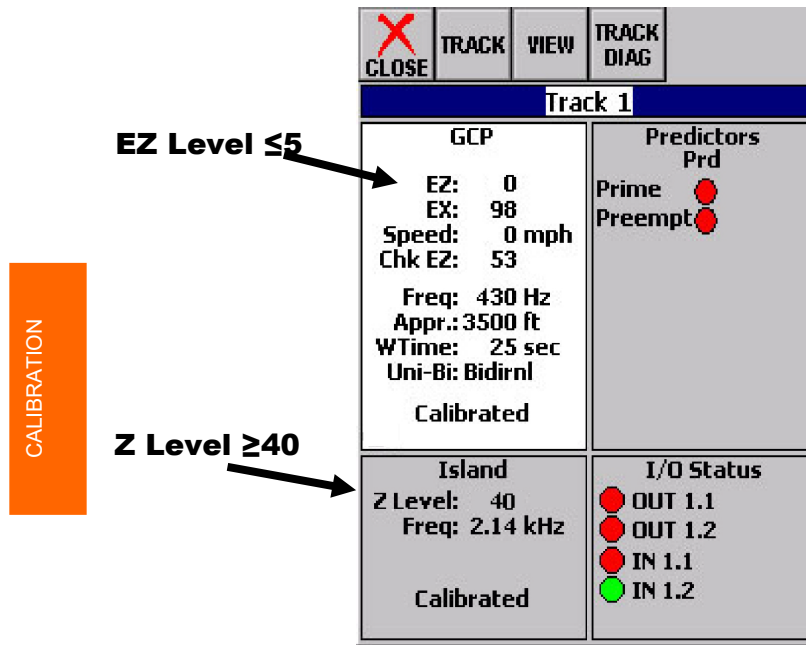 CLOSE
TRACK
VIEW
TRACK
DIAG
Track 1
EZ Level ≤5
GCP
EZ: 0
EX: 98
Speed: 0 mph
Chk EZ: 53
Freq: 430 Hz
Appr.: 3500 ft
WTime: 25 sec
Uni-Bi: Bidirnl
Calibrated
Predictors
Prd
Prime
Preempt
CALIBRATION
Z Level ≥40
Island
Z Level: 40
Freq: 2.14 kHz
Calibrated
I/O Status
OUT 1.1
OUT 1.2
IN 1.1
IN 1.2